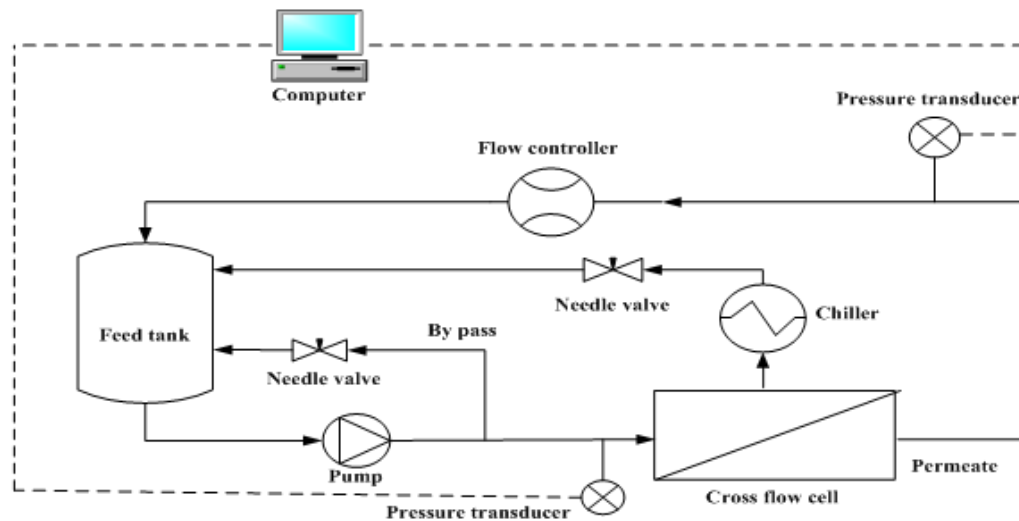 Computer
Pressure transducer
Flow controller
Needle valve
Chiller
Feed tank
By pass
Needle valve
Pump
Permeate
Cross flow cell
Pressure transducer